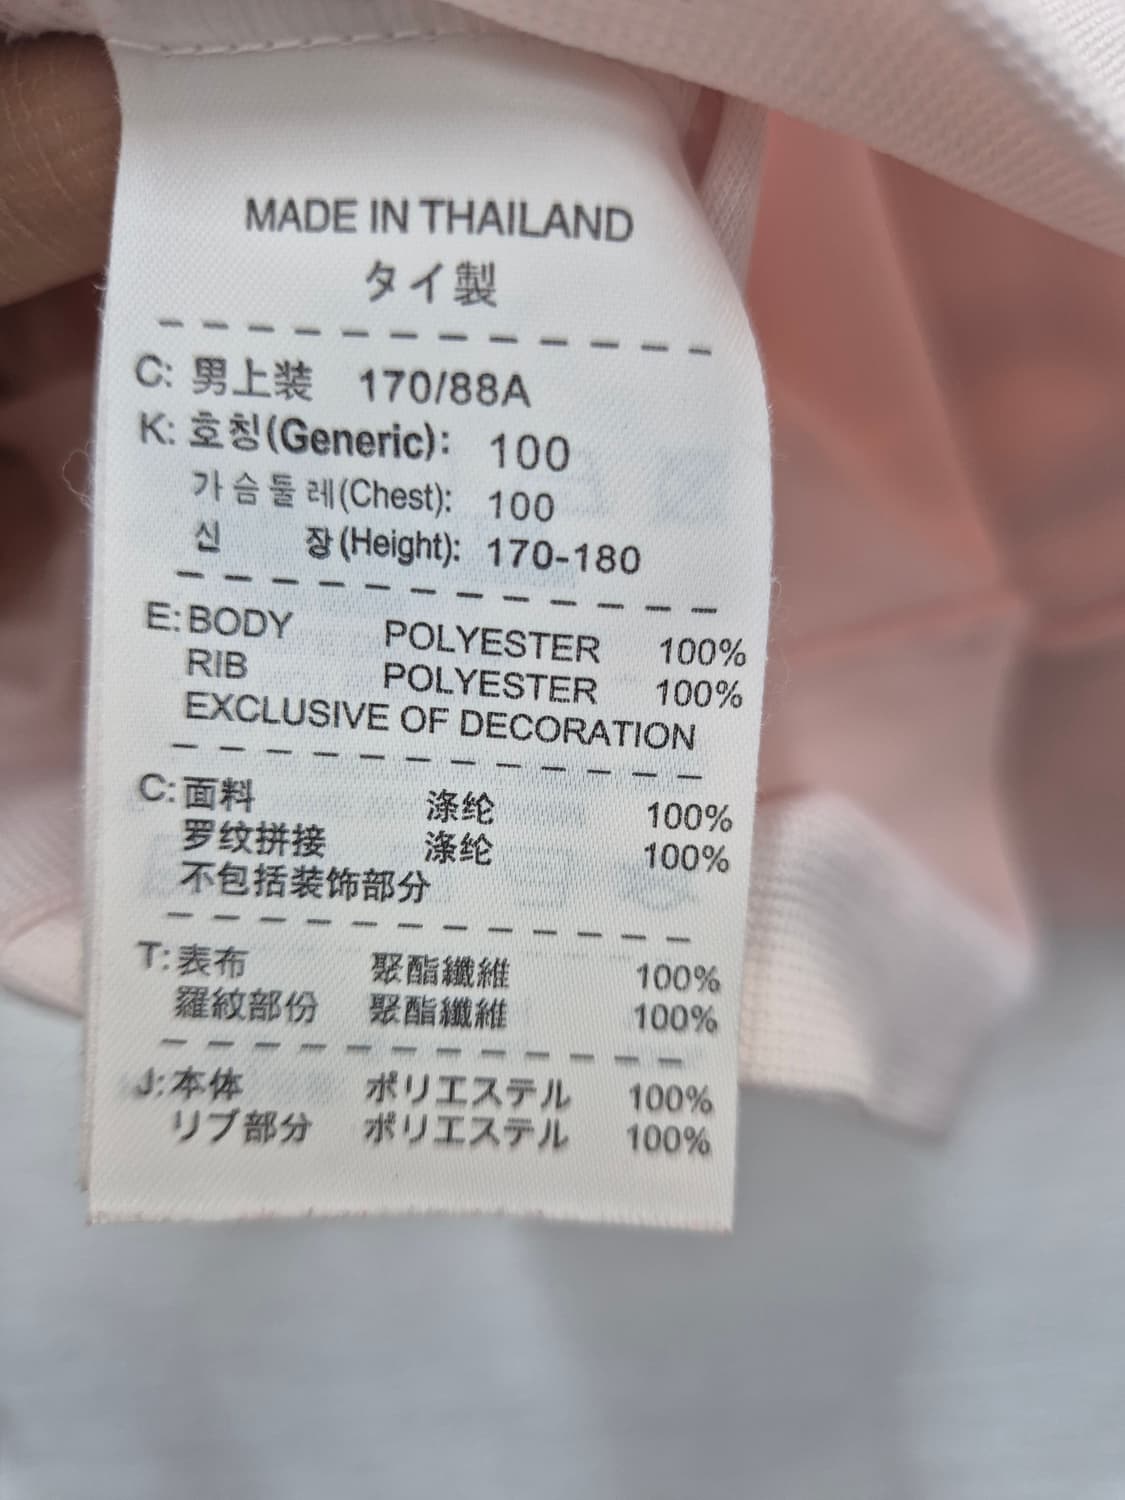 MADE IN THAILAND
タイ製
C: 男上装 170/88A
K: 호칭(Generic): 100
가슴둘레(Chest): 100
신 장(Height): 170-180
E: BODY POLYESTER 100%
RIB POLYESTER 100%
EXCLUSIVE OF DECORATION
C: 面料 涤纶 100%
罗纹拼接 涤纶 100%
不包括装饰部分
T: 表布 聚酯纖維 100%
羅紋部份 聚酯纖維 100%
J: 本体 ポリエステル 100%
リブ部分 ポリエステル 100%